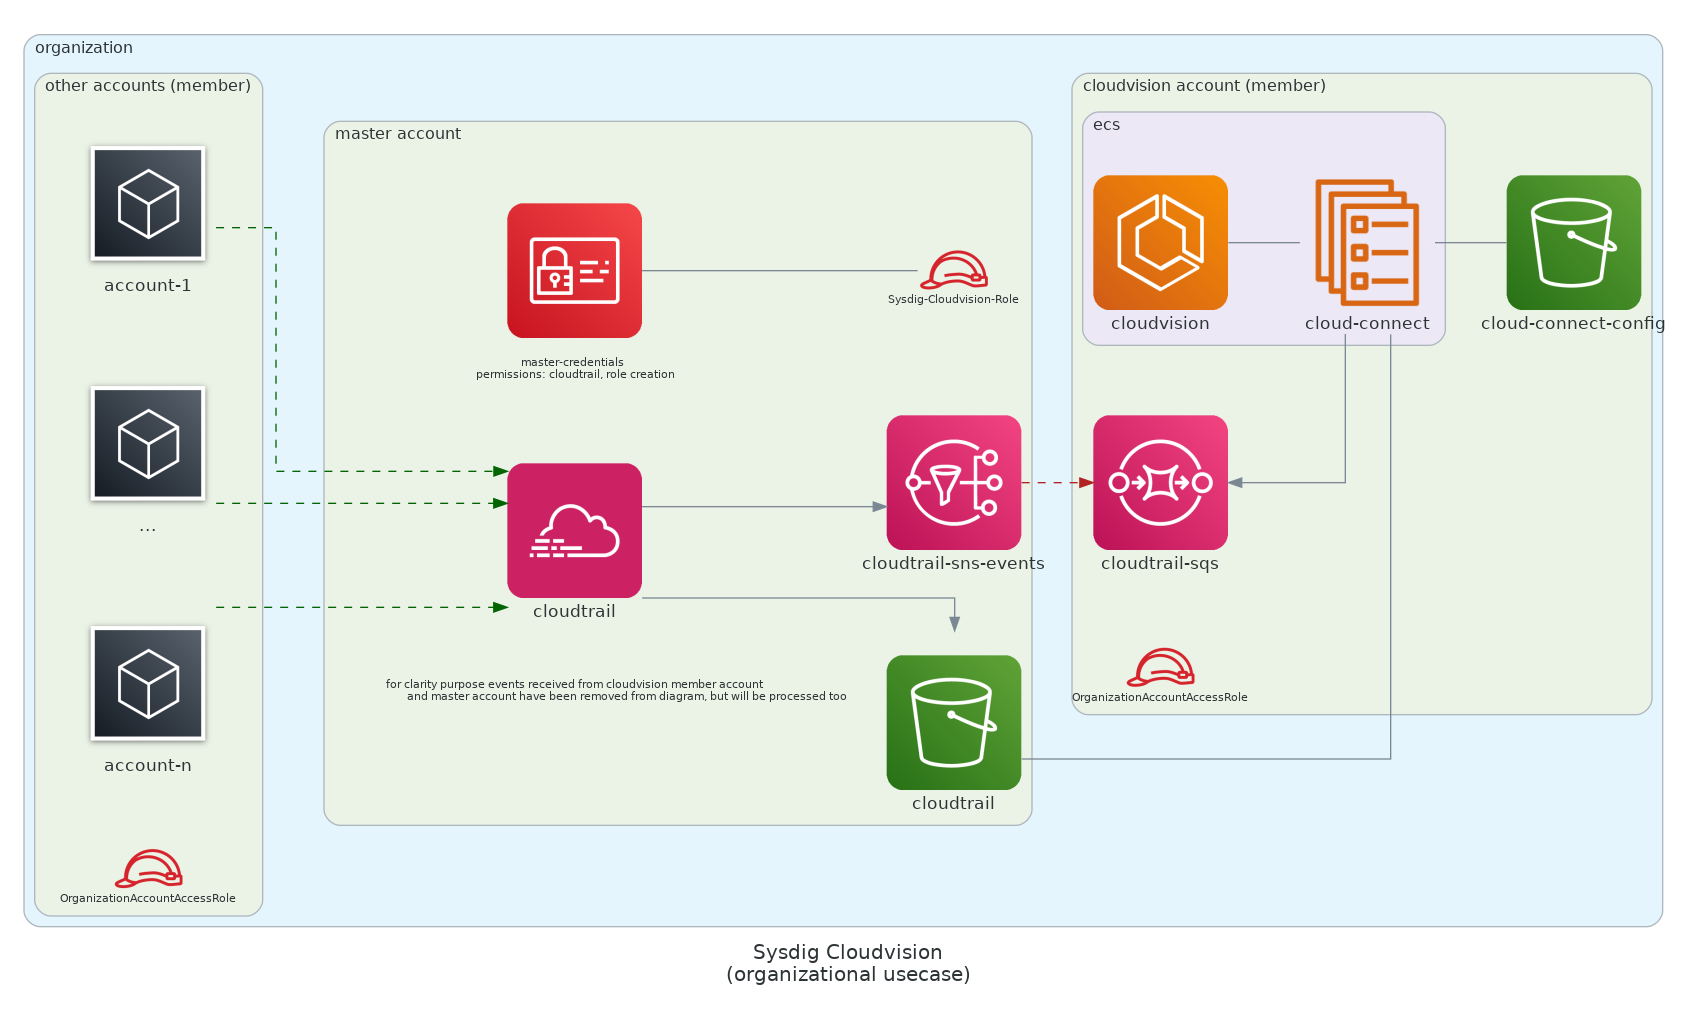 organization
other accounts (member)
account-1
...
account-n
OrganizationAccountAccessRole
master account
master-credentials
permissions: cloudtrail, role creation
Sysdig-Cloudvision-Role
cloudtrail
cloudtrail-sns-events
for clarity purpose events received from cloudvision member account
and master account have been removed from diagram, but will be processed too
cloudtrail
cloudvision account (member)
ecs
cloudvision
cloud-connect
cloud-connect-config
cloudtrail-sqs
OrganizationAccountAccessRole
Sysdig Cloudvision
(organizational usecase)